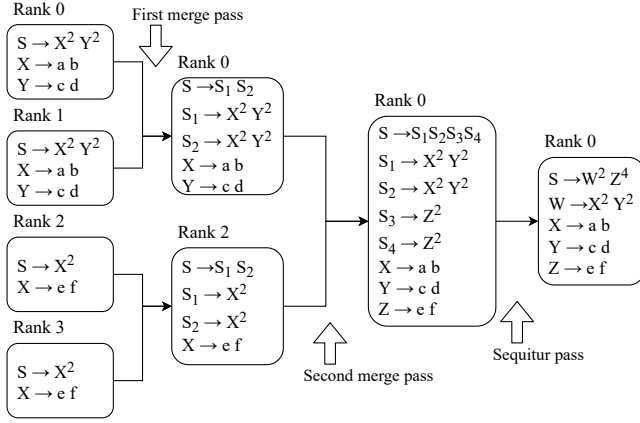 First merge pass
Rank 0
S → X² Y²
X → a b
Y → c d
Rank 1
S → X² Y²
X → a b
Y → c d
Rank 2
S → X²
X → e f
Rank 3
S → X²
X → e f
Rank 0
S →S₁ S₂
S₁ → X² Y²
S₂ → X² Y²
X → a b
Y → c d
Rank 2
S →S₁ S₂
S₁ → X²
S₂ → X²
X → e f
Second merge pass
Rank 0
S →S₁S₂S₃S₄
S₁ → X² Y²
S₂ → X² Y²
S₃ → Z²
S₄ → Z²
X → a b
Y → c d
Z → e f
Sequitur pass
Rank 0
S →W² Z⁴
W →X² Y²
X → a b
Y → c d
Z → e f